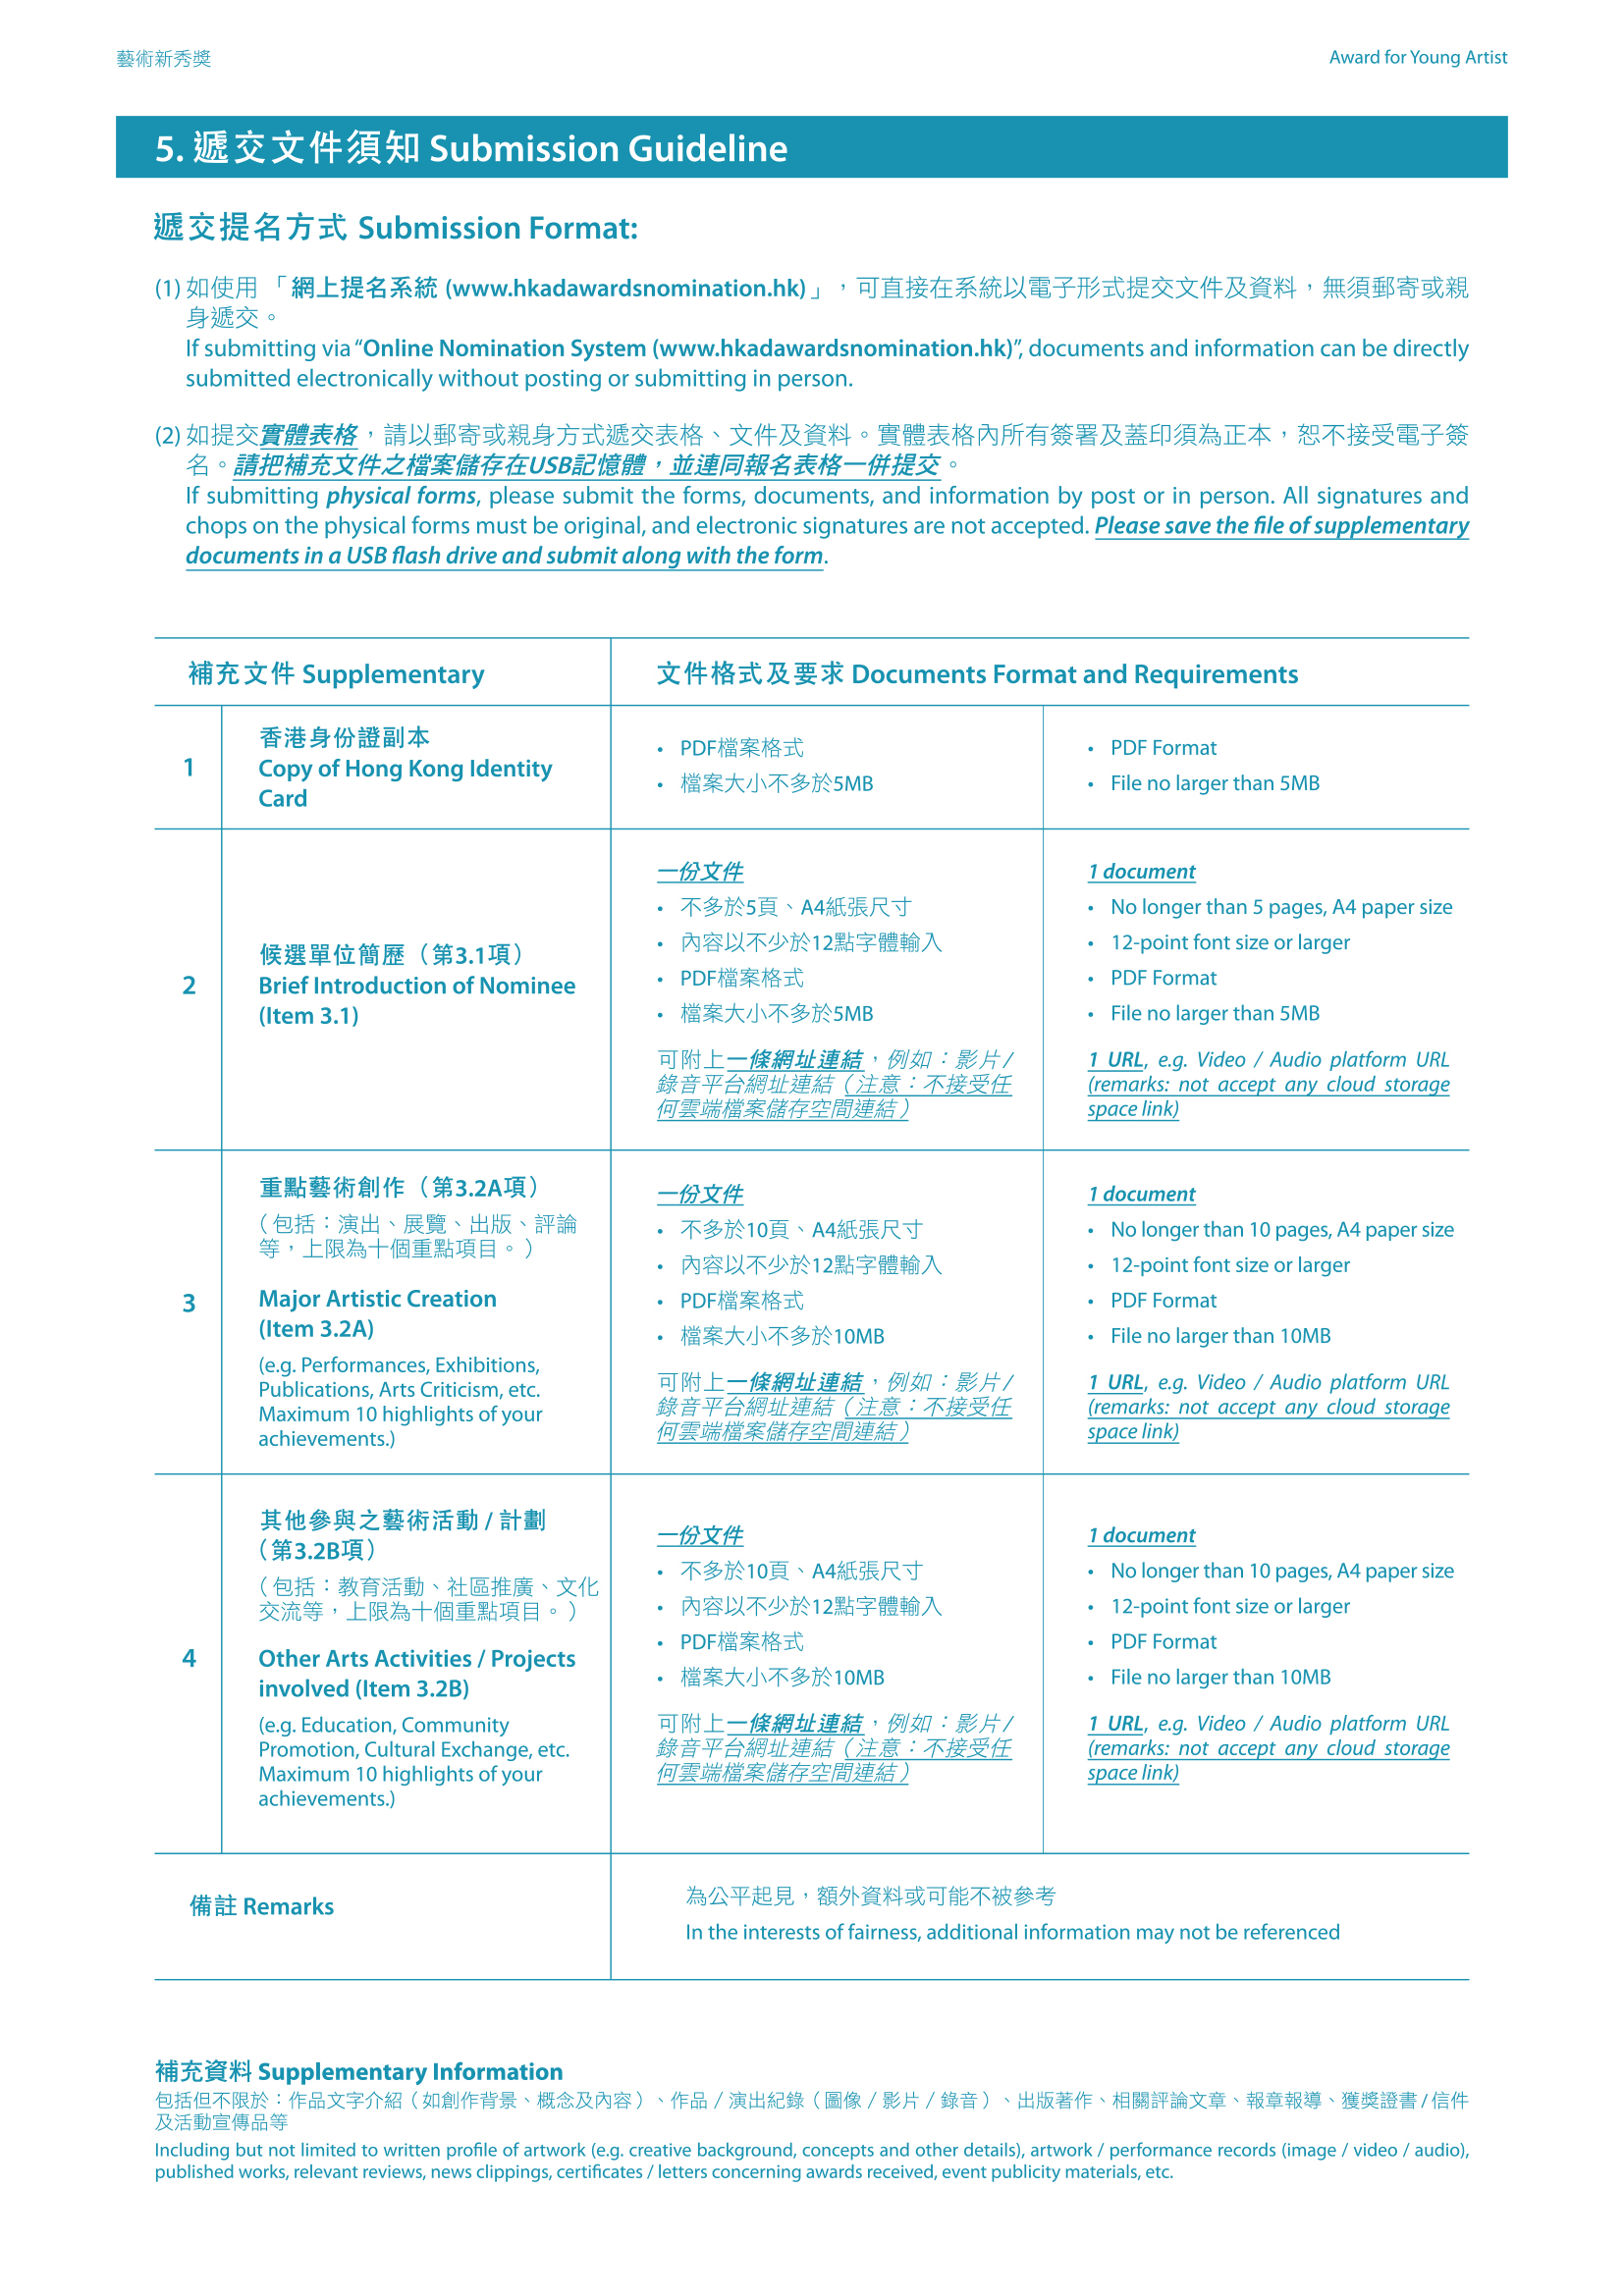 藝術新秀獎
Award for Young Artist
5. 遞交文件須知 Submission Guideline
遞交提名方式 Submission Format:
(1) 如使用 「網上提名系統 (www.hkadawardsnomination.hk)」，可直接在系統以電子形式提交文件及資料，無須郵寄或親
身遞交。
If submitting via “Online Nomination System (www.hkadawardsnomination.hk)”, documents and information can be directly
submitted electronically without posting or submitting in person.
(2) 如提交實體表格，請以郵寄或親身方式遞交表格、文件及資料。實體表格內所有簽署及蓋印須為正本，恕不接受電子簽
名。請把補充文件之檔案儲存在USB記憶體，並連同報名表格一併提交。
If submitting physical forms, please submit the forms, documents, and information by post or in person. All signatures and
chops on the physical forms must be original, and electronic signatures are not accepted. Please save the file of supplementary
documents in a USB flash drive and submit along with the form.
補充文件 Supplementary
文件格式及要求 Documents Format and Requirements
1
香港身份證副本
Copy of Hong Kong Identity
Card
• PDF檔案格式
• 檔案大小不多於5MB
• PDF Format
• File no larger than 5MB
2
候選單位簡歷（第3.1項）
Brief Introduction of Nominee
(Item 3.1)
一份文件
• 不多於5頁、A4紙張尺寸
• 內容以不少於12點字體輸入
• PDF檔案格式
• 檔案大小不多於5MB
可附上一條網址連結，例如：影片/
錄音平台網址連結（注意：不接受任
何雲端檔案儲存空間連結）
1 document
• No longer than 5 pages, A4 paper size
• 12-point font size or larger
• PDF Format
• File no larger than 5MB
1 URL, e.g. Video / Audio platform URL
(remarks: not accept any cloud storage
space link)
3
重點藝術創作（第3.2A項）
（包括：演出、展覽、出版、評論
等，上限為十個重點項目。）
Major Artistic Creation
(Item 3.2A)
(e.g. Performances, Exhibitions,
Publications, Arts Criticism, etc.
Maximum 10 highlights of your
achievements.)
一份文件
• 不多於10頁、A4紙張尺寸
• 內容以不少於12點字體輸入
• PDF檔案格式
• 檔案大小不多於10MB
可附上一條網址連結，例如：影片/
錄音平台網址連結（注意：不接受任
何雲端檔案儲存空間連結）
1 document
• No longer than 10 pages, A4 paper size
• 12-point font size or larger
• PDF Format
• File no larger than 10MB
1 URL, e.g. Video / Audio platform URL
(remarks: not accept any cloud storage
space link)
4
其他參與之藝術活動 / 計劃
（第3.2B項）
（包括：教育活動、社區推廣、文化
交流等，上限為十個重點項目。）
Other Arts Activities / Projects
involved (Item 3.2B)
(e.g. Education, Community
Promotion, Cultural Exchange, etc.
Maximum 10 highlights of your
achievements.)
一份文件
• 不多於10頁、A4紙張尺寸
• 內容以不少於12點字體輸入
• PDF檔案格式
• 檔案大小不多於10MB
可附上一條網址連結，例如：影片/
錄音平台網址連結（注意：不接受任
何雲端檔案儲存空間連結）
1 document
• No longer than 10 pages, A4 paper size
• 12-point font size or larger
• PDF Format
• File no larger than 10MB
1 URL, e.g. Video / Audio platform URL
(remarks: not accept any cloud storage
space link)
備註 Remarks
為公平起見，額外資料或可能不被參考
In the interests of fairness, additional information may not be referenced
補充資料 Supplementary Information
包括但不限於：作品文字介紹（如創作背景、概念及內容）、作品 / 演出紀錄（圖像 / 影片 / 錄音）、出版著作、相關評論文章、報章報導、獲獎證書 / 信件
及活動宣傳品等
Including but not limited to written profile of artwork (e.g. creative background, concepts and other details), artwork / performance records (image / video / audio),
published works, relevant reviews, news clippings, certificates / letters concerning awards received, event publicity materials, etc.